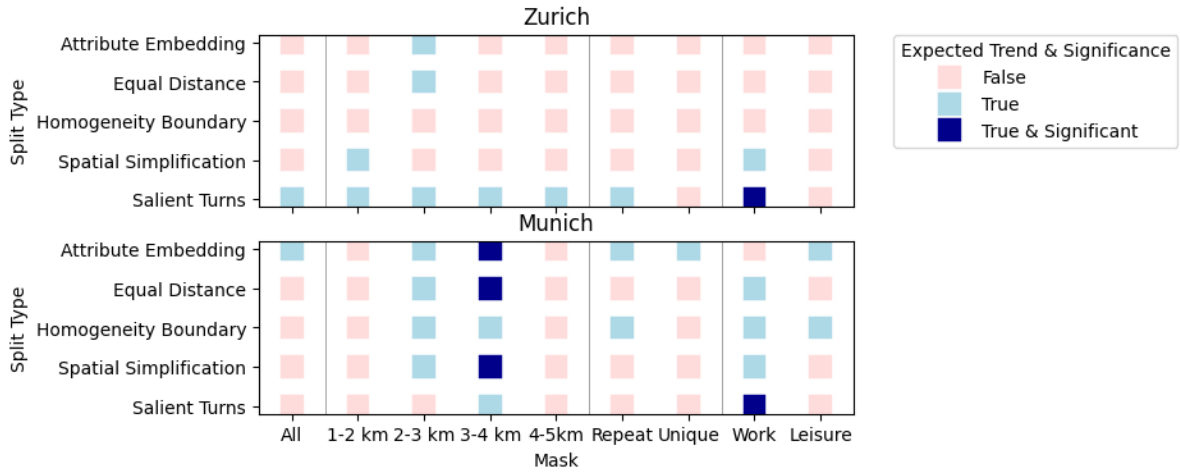 Zurich
Split Type
Attribute Embedding
Equal Distance
Homogeneity Boundary
Spatial Simplification
Salient Turns
Expected Trend & Significance
False
True
True & Significant
Munich
Split Type
Attribute Embedding
Equal Distance
Homogeneity Boundary
Spatial Simplification
Salient Turns
All 1-2 km 2-3 km 3-4 km 4-5km Repeat Unique Work Leisure
Mask